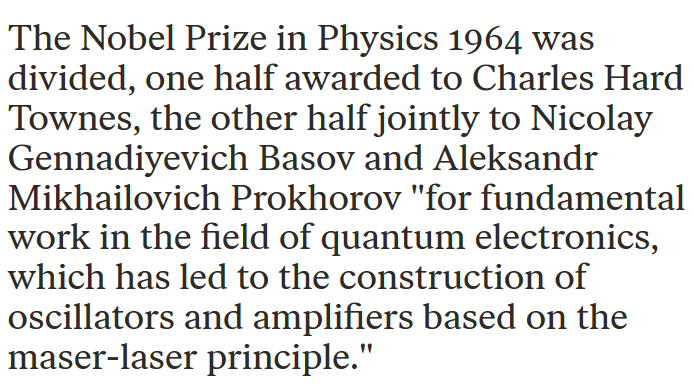 The Nobel Prize in Physics 1964 was
divided, one half awarded to Charles Hard
Townes, the other half jointly to Nicolay
Gennadiyevich Basov and Aleksandr
Mikhailovich Prokhorov "for fundamental
work in the field of quantum electronics,
which has led to the construction of
oscillators and amplifiers based on the
maser-laser principle."